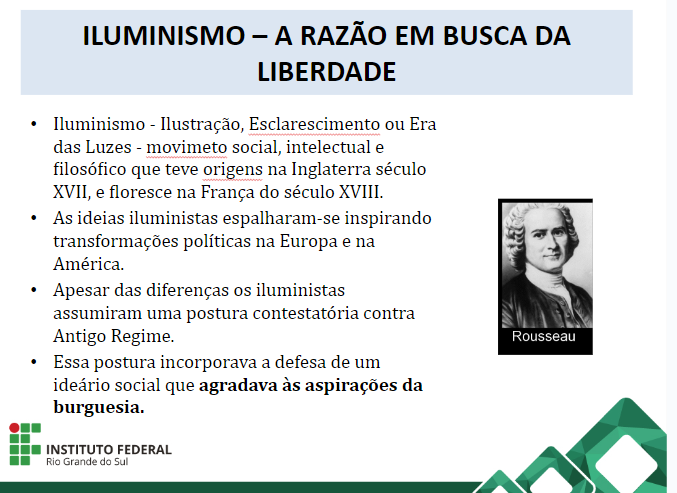 ILUMINISMO – A RAZÃO EM BUSCA DA
LIBERDADE
• Iluminismo - Ilustração, Esclarescimento ou Era
das Luzes - movimeto social, intelectual e
filosófico que teve origens na Inglaterra século
XVII, e floresce na França do século XVIII.
• As ideias iluministas espalharam-se inspirando
transformações políticas na Europa e na
América.
• Apesar das diferenças os iluministas
assumiram uma postura contestatória contra
Antigo Regime.
• Essa postura incorporava a defesa de um
ideário social que agradava às aspirações da
burguesia.
Rousseau
INSTITUTO FEDERAL
Rio Grande do Sul